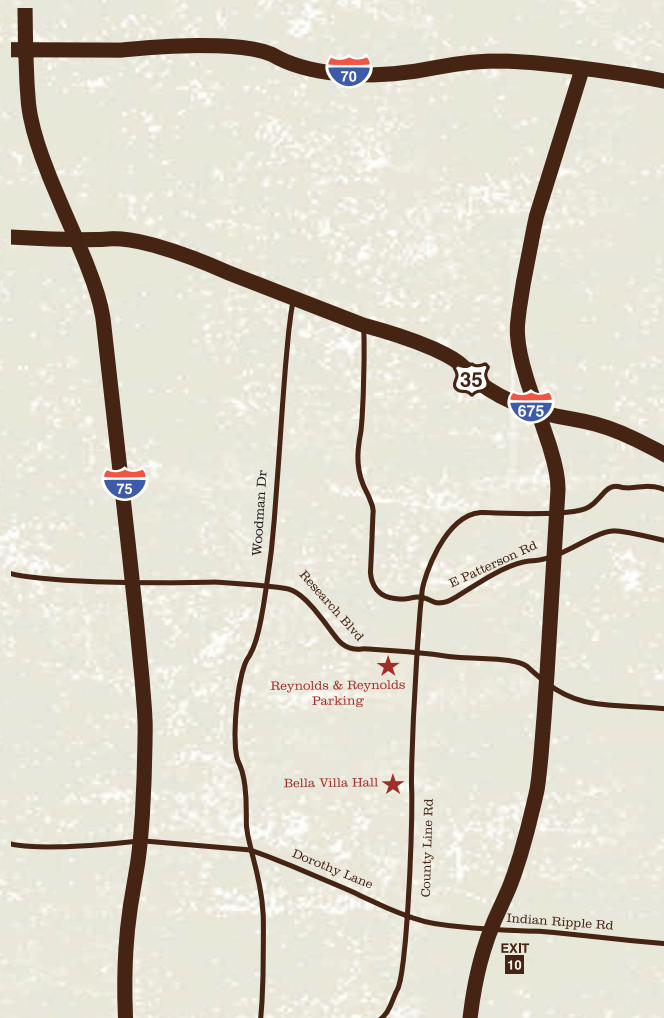 70
35
675
75
Woodman Dr
E Patterson Rd
Research Blvd
Reynolds & Reynolds
Parking
Bella Villa Hall
County Line Rd
Dorothy Lane
Indian Ripple Rd
EXIT
10